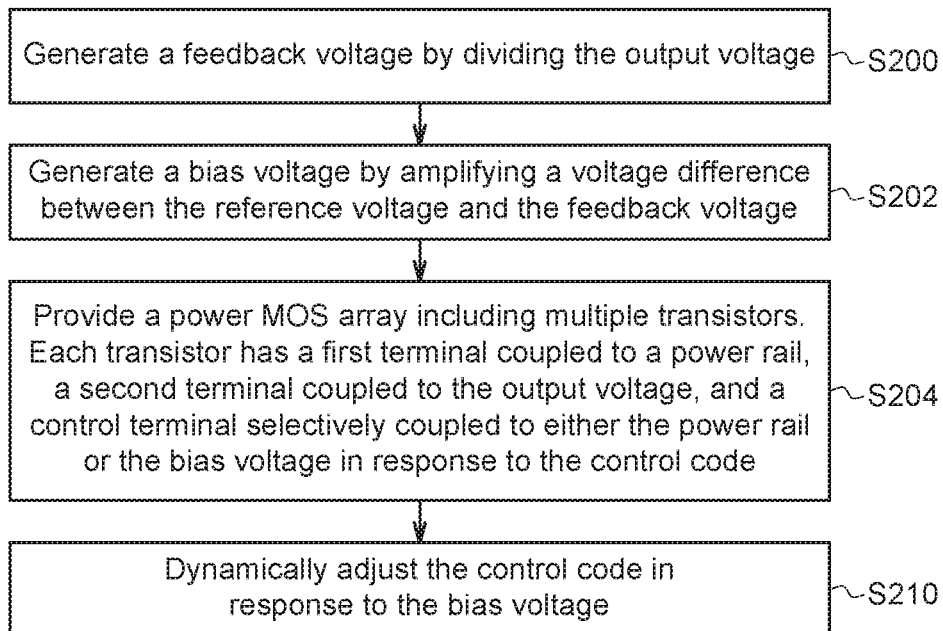 Generate a feedback voltage by dividing the output voltage
S200
Generate a bias voltage by amplifying a voltage difference
between the reference voltage and the feedback voltage
S202
Provide a power MOS array including multiple transistors.
Each transistor has a first terminal coupled to a power rail,
a second terminal coupled to the output voltage, and a
control terminal selectively coupled to either the power rail
or the bias voltage in response to the control code
S204
Dynamically adjust the control code in
response to the bias voltage
S210